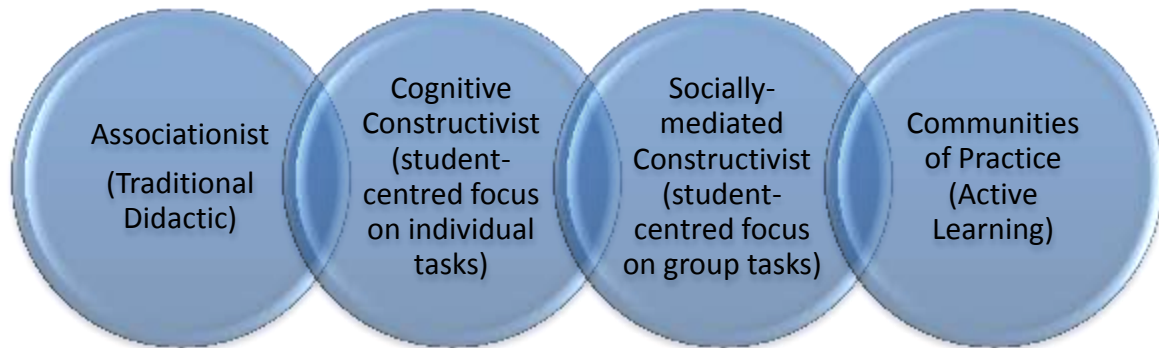 Associationist
(Traditional
Didactic)
Cognitive
Constructivist
(student-
centred focus
on individual
tasks)
Socially-
mediated
Constructivist
(student-
centred focus
on group tasks)
Communities
of Practice
(Active
Learning)